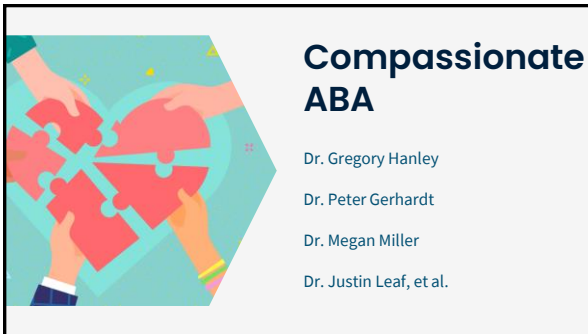 Compassionate
ABA
Dr. Gregory Hanley
Dr. Peter Gerhardt
Dr. Megan Miller
Dr. Justin Leaf, et al.